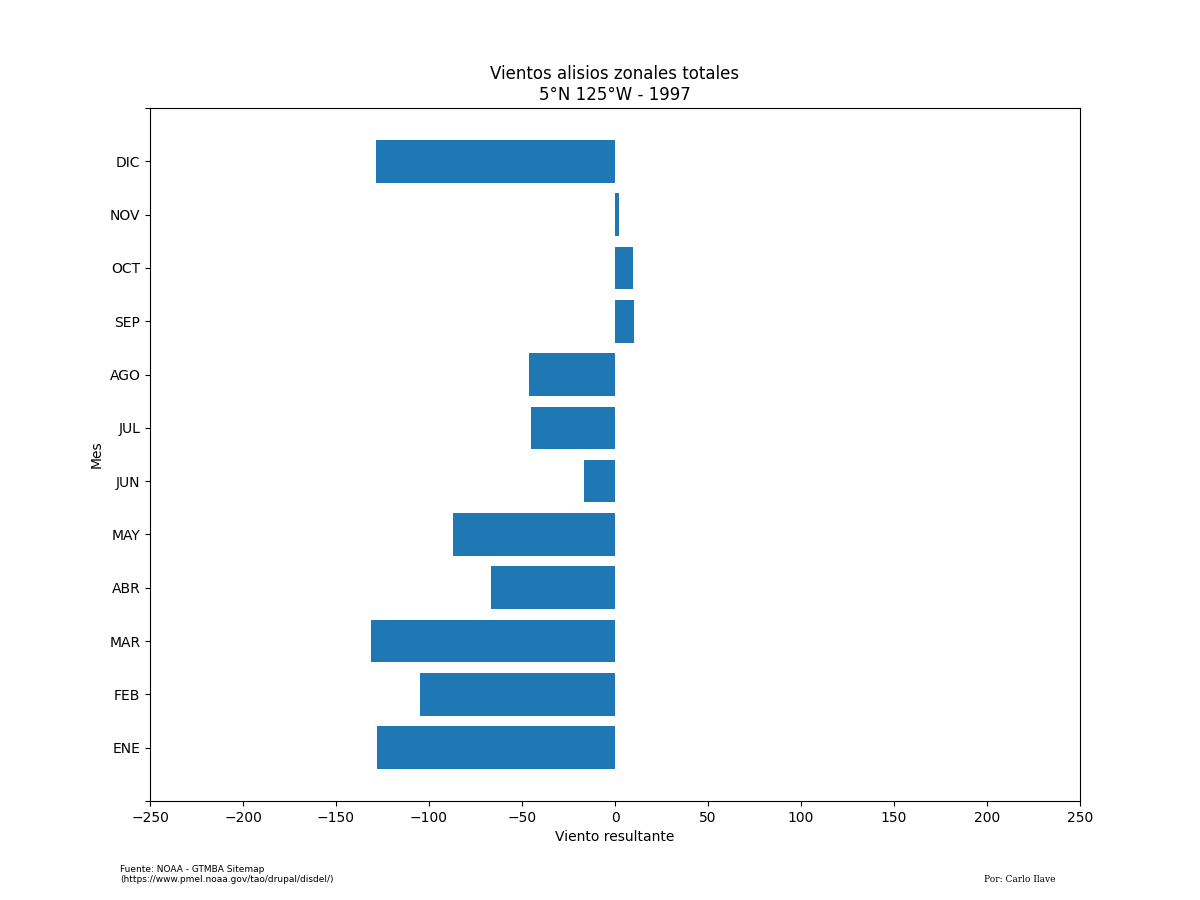 Vientos alisios zonales totales
5°N 125°W - 1997
DIC
NOV
OCT
SEP
AGO
JUL
JUN
MAY
ABR
MAR
FEB
ENE
Mes
−250 −200 −150 −100 −50 0 50 100 150 200 250
Viento resultante
Fuente: NOAA - GTMBA Sitemap
(https://www.pmel.noaa.gov/tao/drupal/disdel/)
Por: Carlo Ilave